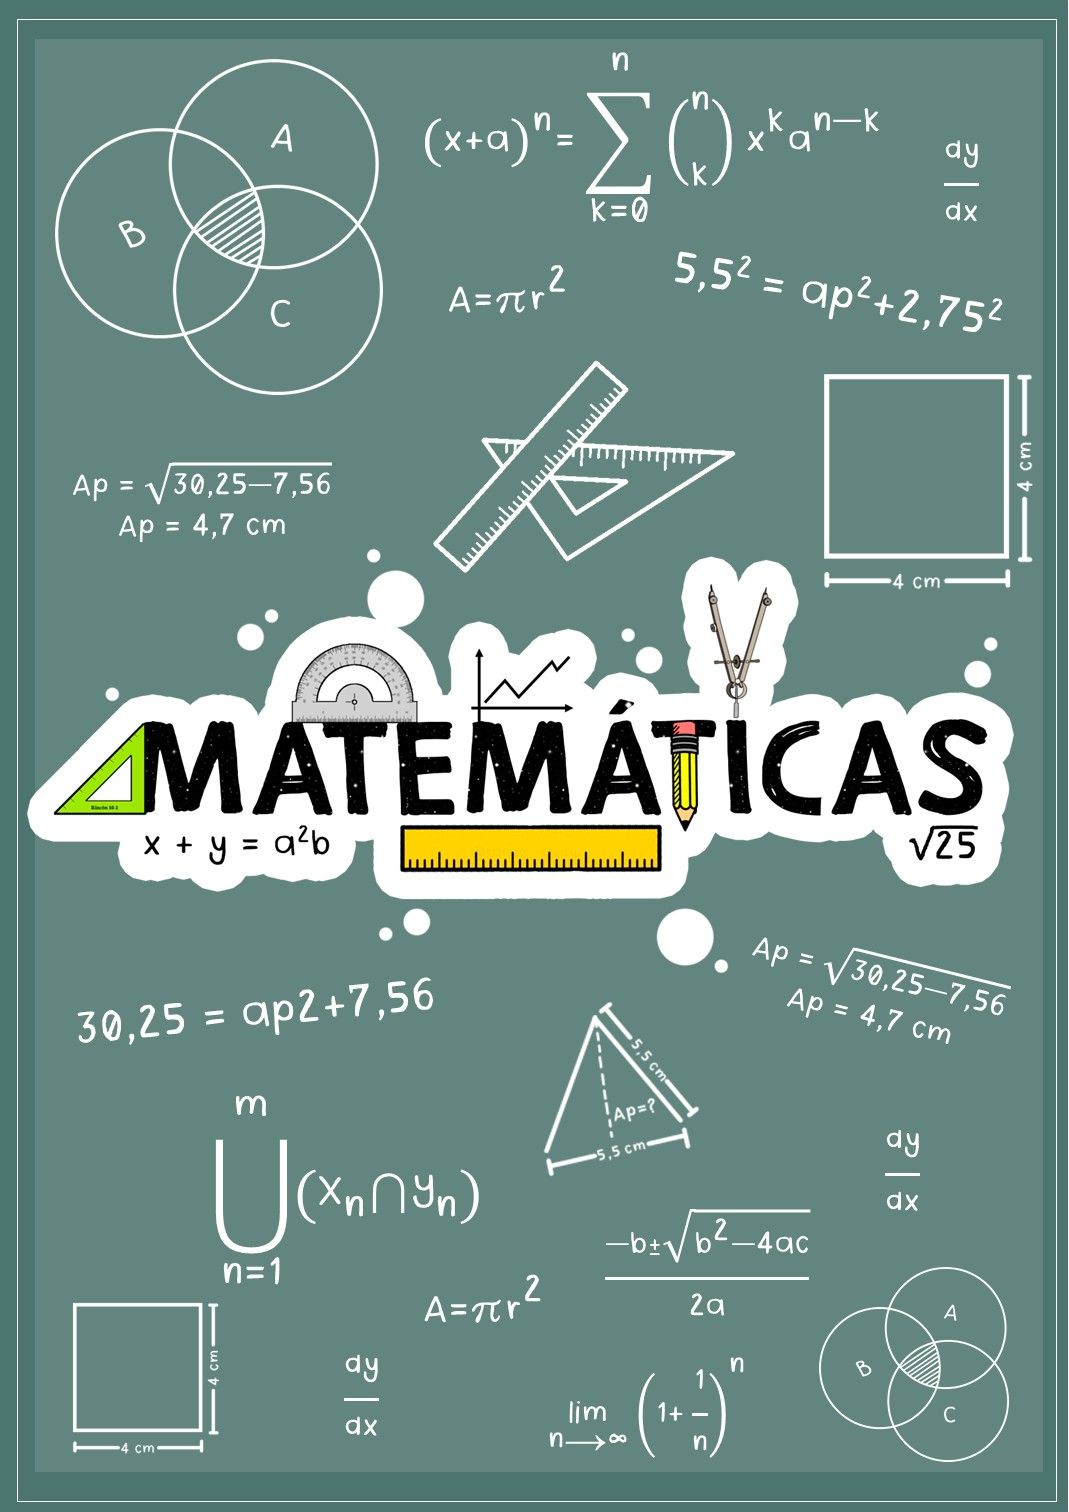 A
B
C
(x+a)ⁿ = ∑ₖ₌₀ⁿ (n k) xᵏ aⁿ⁻ᵏ
dy
dx
A=πr²
5,5² = ap²+2,75²
4 cm
4 cm
Ap = √30,25—7,56
Ap = 4,7 cm
MATEMÁTICAS
x + y = a²b
√25
Ap = √30,25—7,56
Ap = 4,7 cm
30,25 = ap2+7,56
5,5 cm
Ap=?
5,5 cm
m
⋃(xₙ∩yₙ)
n=1
dy
dx
—b±√b²—4ac
2a
A=πr²
4 cm
4 cm
dy
dx
lim (1+ 1/n)ⁿ
n→∞
A
B
C